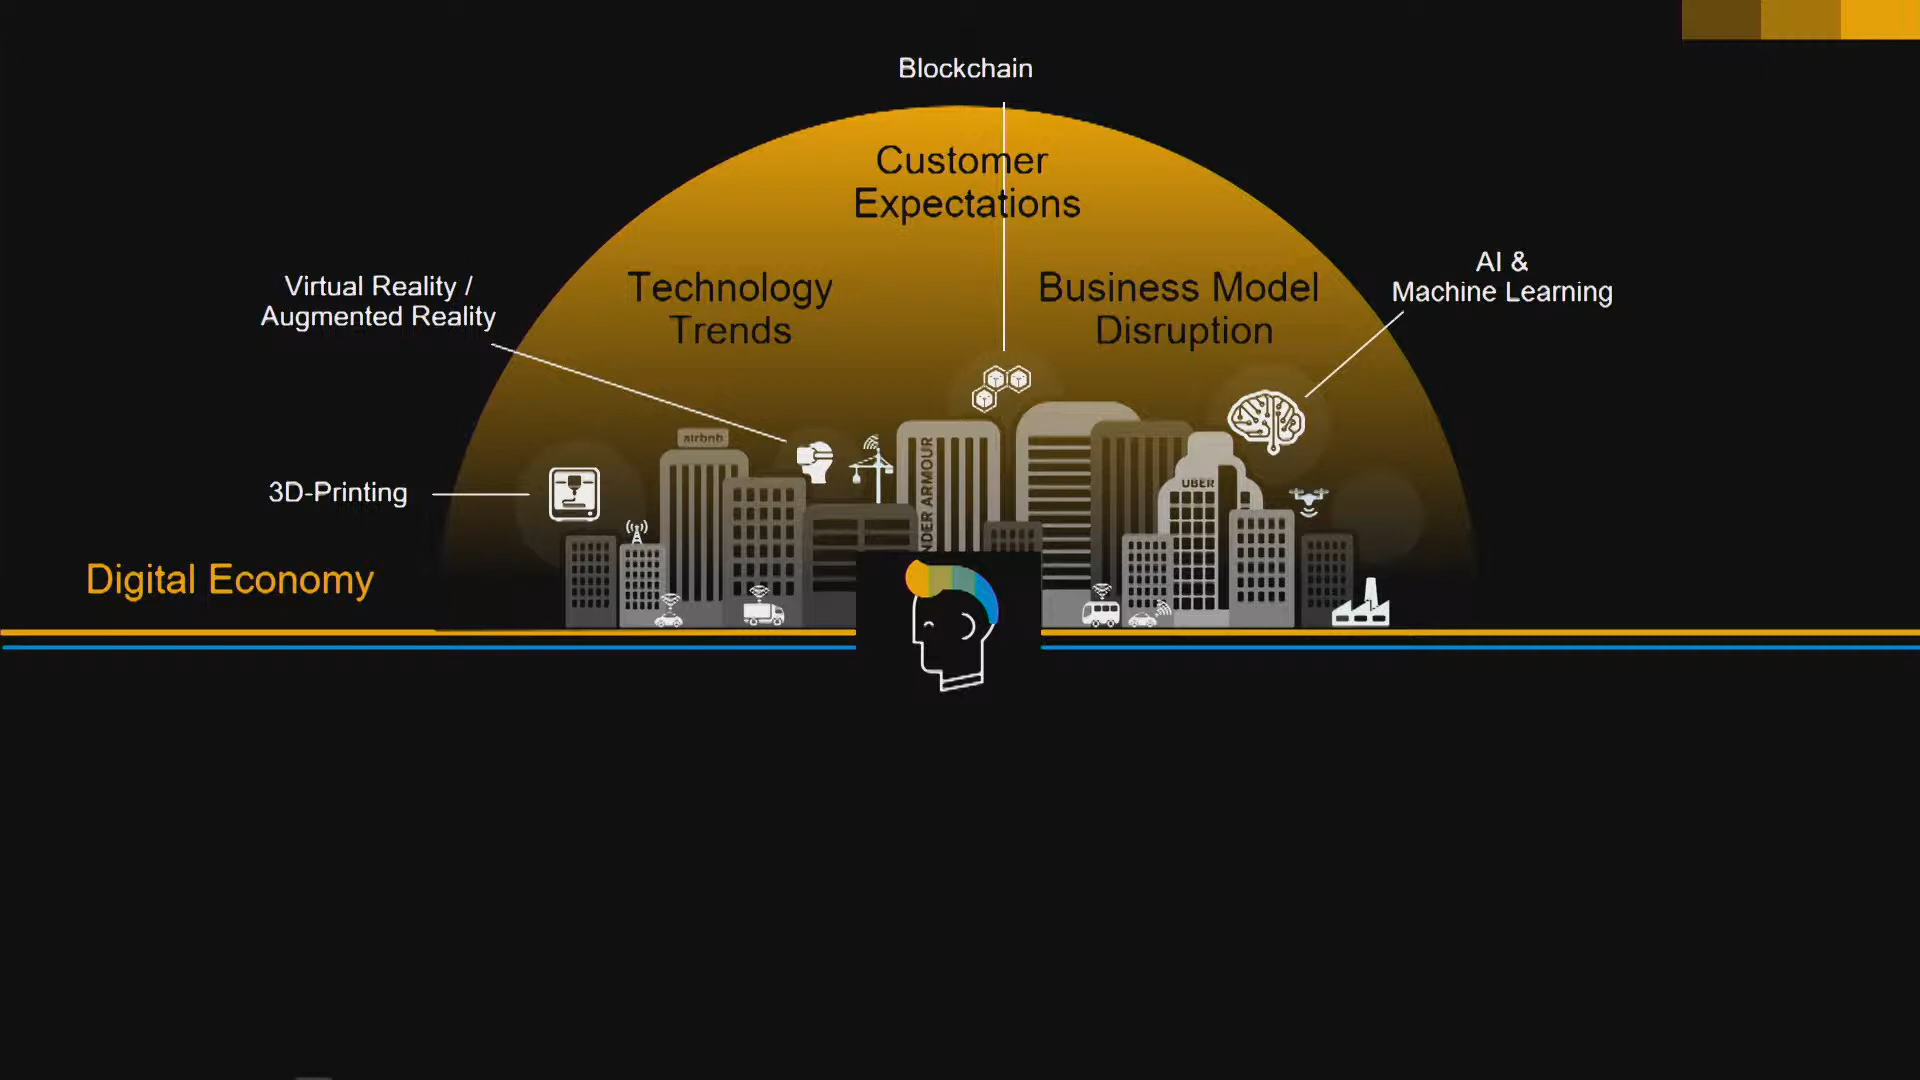 Blockchain
Customer
Expectations
Technology
Trends
Business Model
Disruption
Virtual Reality /
Augmented Reality
AI &
Machine Learning
airbnb
UNDER ARMOUR
UBER
3D-Printing
Digital Economy